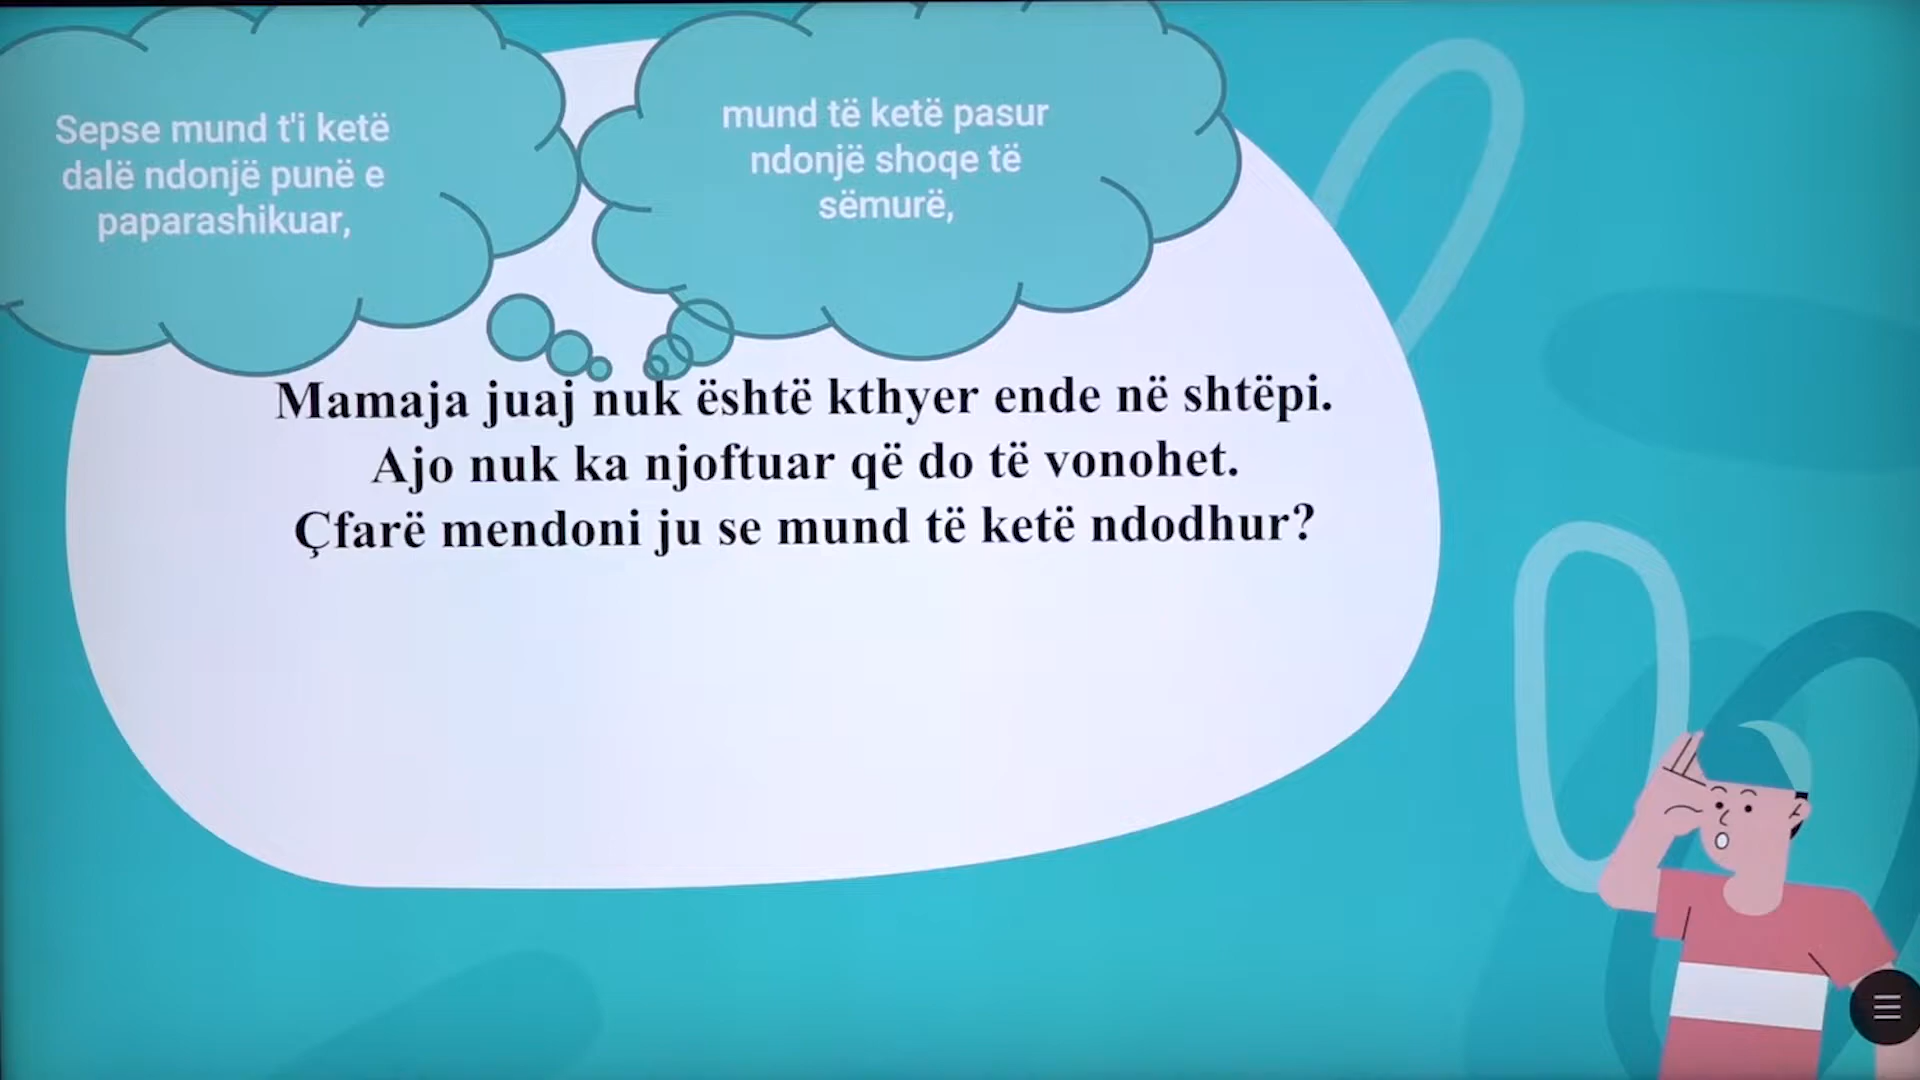 Sepse mund t'i ketë
dalë ndonjë punë e
paparashikuar,
mund të ketë pasur
ndonjë shoqe të
sëmurë,
Mamaja juaj nuk është kthyer ende në shtëpi.
Ajo nuk ka njoftuar që do të vonohet.
Çfarë mendoni ju se mund të ketë ndodhur?